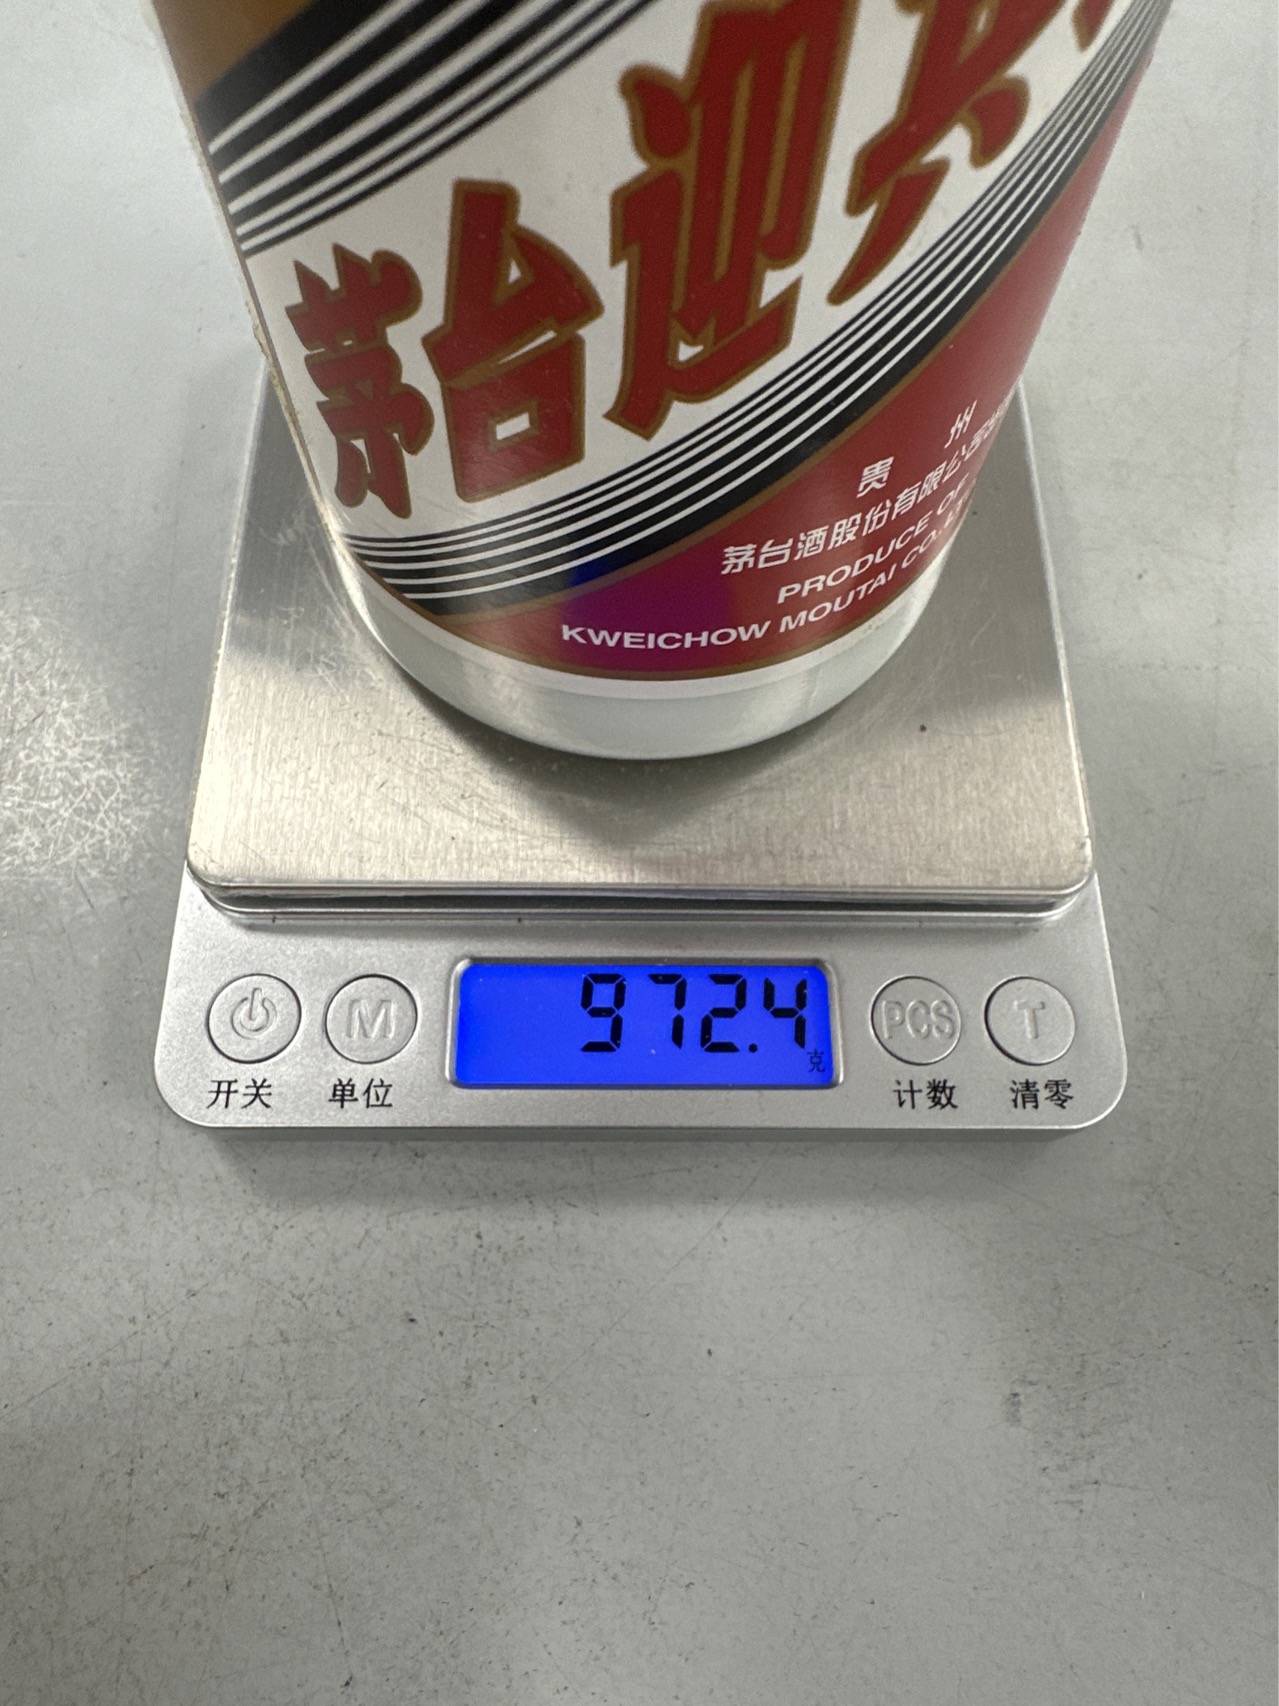 茅台迎宾
贵 州
茅台酒股份有限公司
PRODUCE OF
KWEICHOW MOUTAI CO.
972.4
克
M
PCS
T
开关
单位
计数
清零